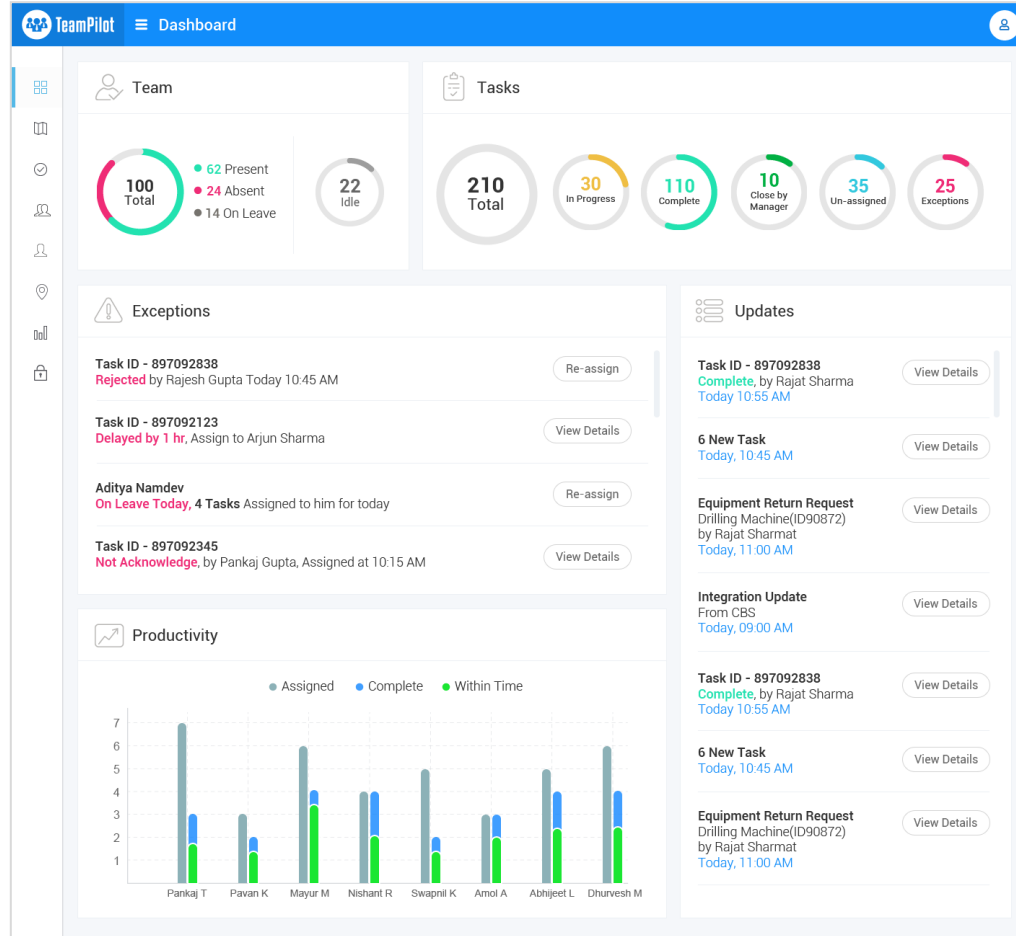 TeamPilot
Dashboard
Team
100
Total
62 Present
24 Absent
14 On Leave
22
Idle
Tasks
210
Total
30
In Progress
110
Complete
10
Close by
Manager
35
Un-assigned
25
Exceptions
Exceptions
Task ID - 897092838
Rejected by Rajesh Gupta Today 10:45 AM
Re-assign
Task ID - 897092123
Delayed by 1 hr, Assign to Arjun Sharma
View Details
Aditya Namdev
On Leave Today, 4 Tasks Assigned to him for today
Re-assign
Task ID - 897092345
Not Acknowledge, by Pankaj Gupta, Assigned at 10:15 AM
View Details
Productivity
Assigned
Complete
Within Time
7
6
5
4
3
2
1
Pankaj T
Pavan K
Mayur M
Nishant R
Swapnil K
Amol A
Abhijeet L
Dhurvesh M
Updates
Task ID - 897092838
Complete, by Rajat Sharma
Today 10:55 AM
View Details
6 New Task
Today, 10:45 AM
View Details
Equipment Return Request
Drilling Machine(ID90872)
by Rajat Sharmat
Today, 11:00 AM
View Details
Integration Update
From CBS
Today, 09:00 AM
View Details
Task ID - 897092838
Complete, by Rajat Sharma
Today 10:55 AM
View Details
6 New Task
Today, 10:45 AM
View Details
Equipment Return Request
Drilling Machine(ID90872)
by Rajat Sharmat
Today, 11:00 AM
View Details